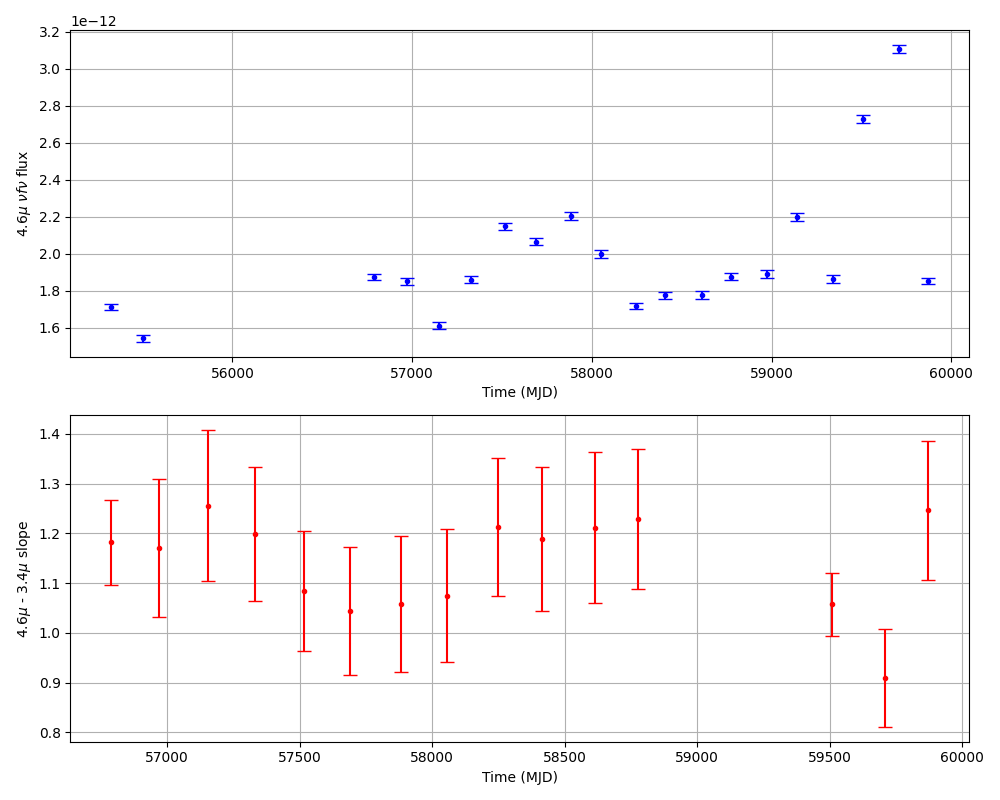 1e−12
3.2
3.0
2.8
2.6
2.4
2.2
2.0
1.8
1.6
4.6μ νfν flux
56000 57000 58000 59000 60000
Time (MJD)
1.4
1.3
1.2
1.1
1.0
0.9
0.8
4.6μ - 3.4μ slope
57000 57500 58000 58500 59000 59500 60000
Time (MJD)